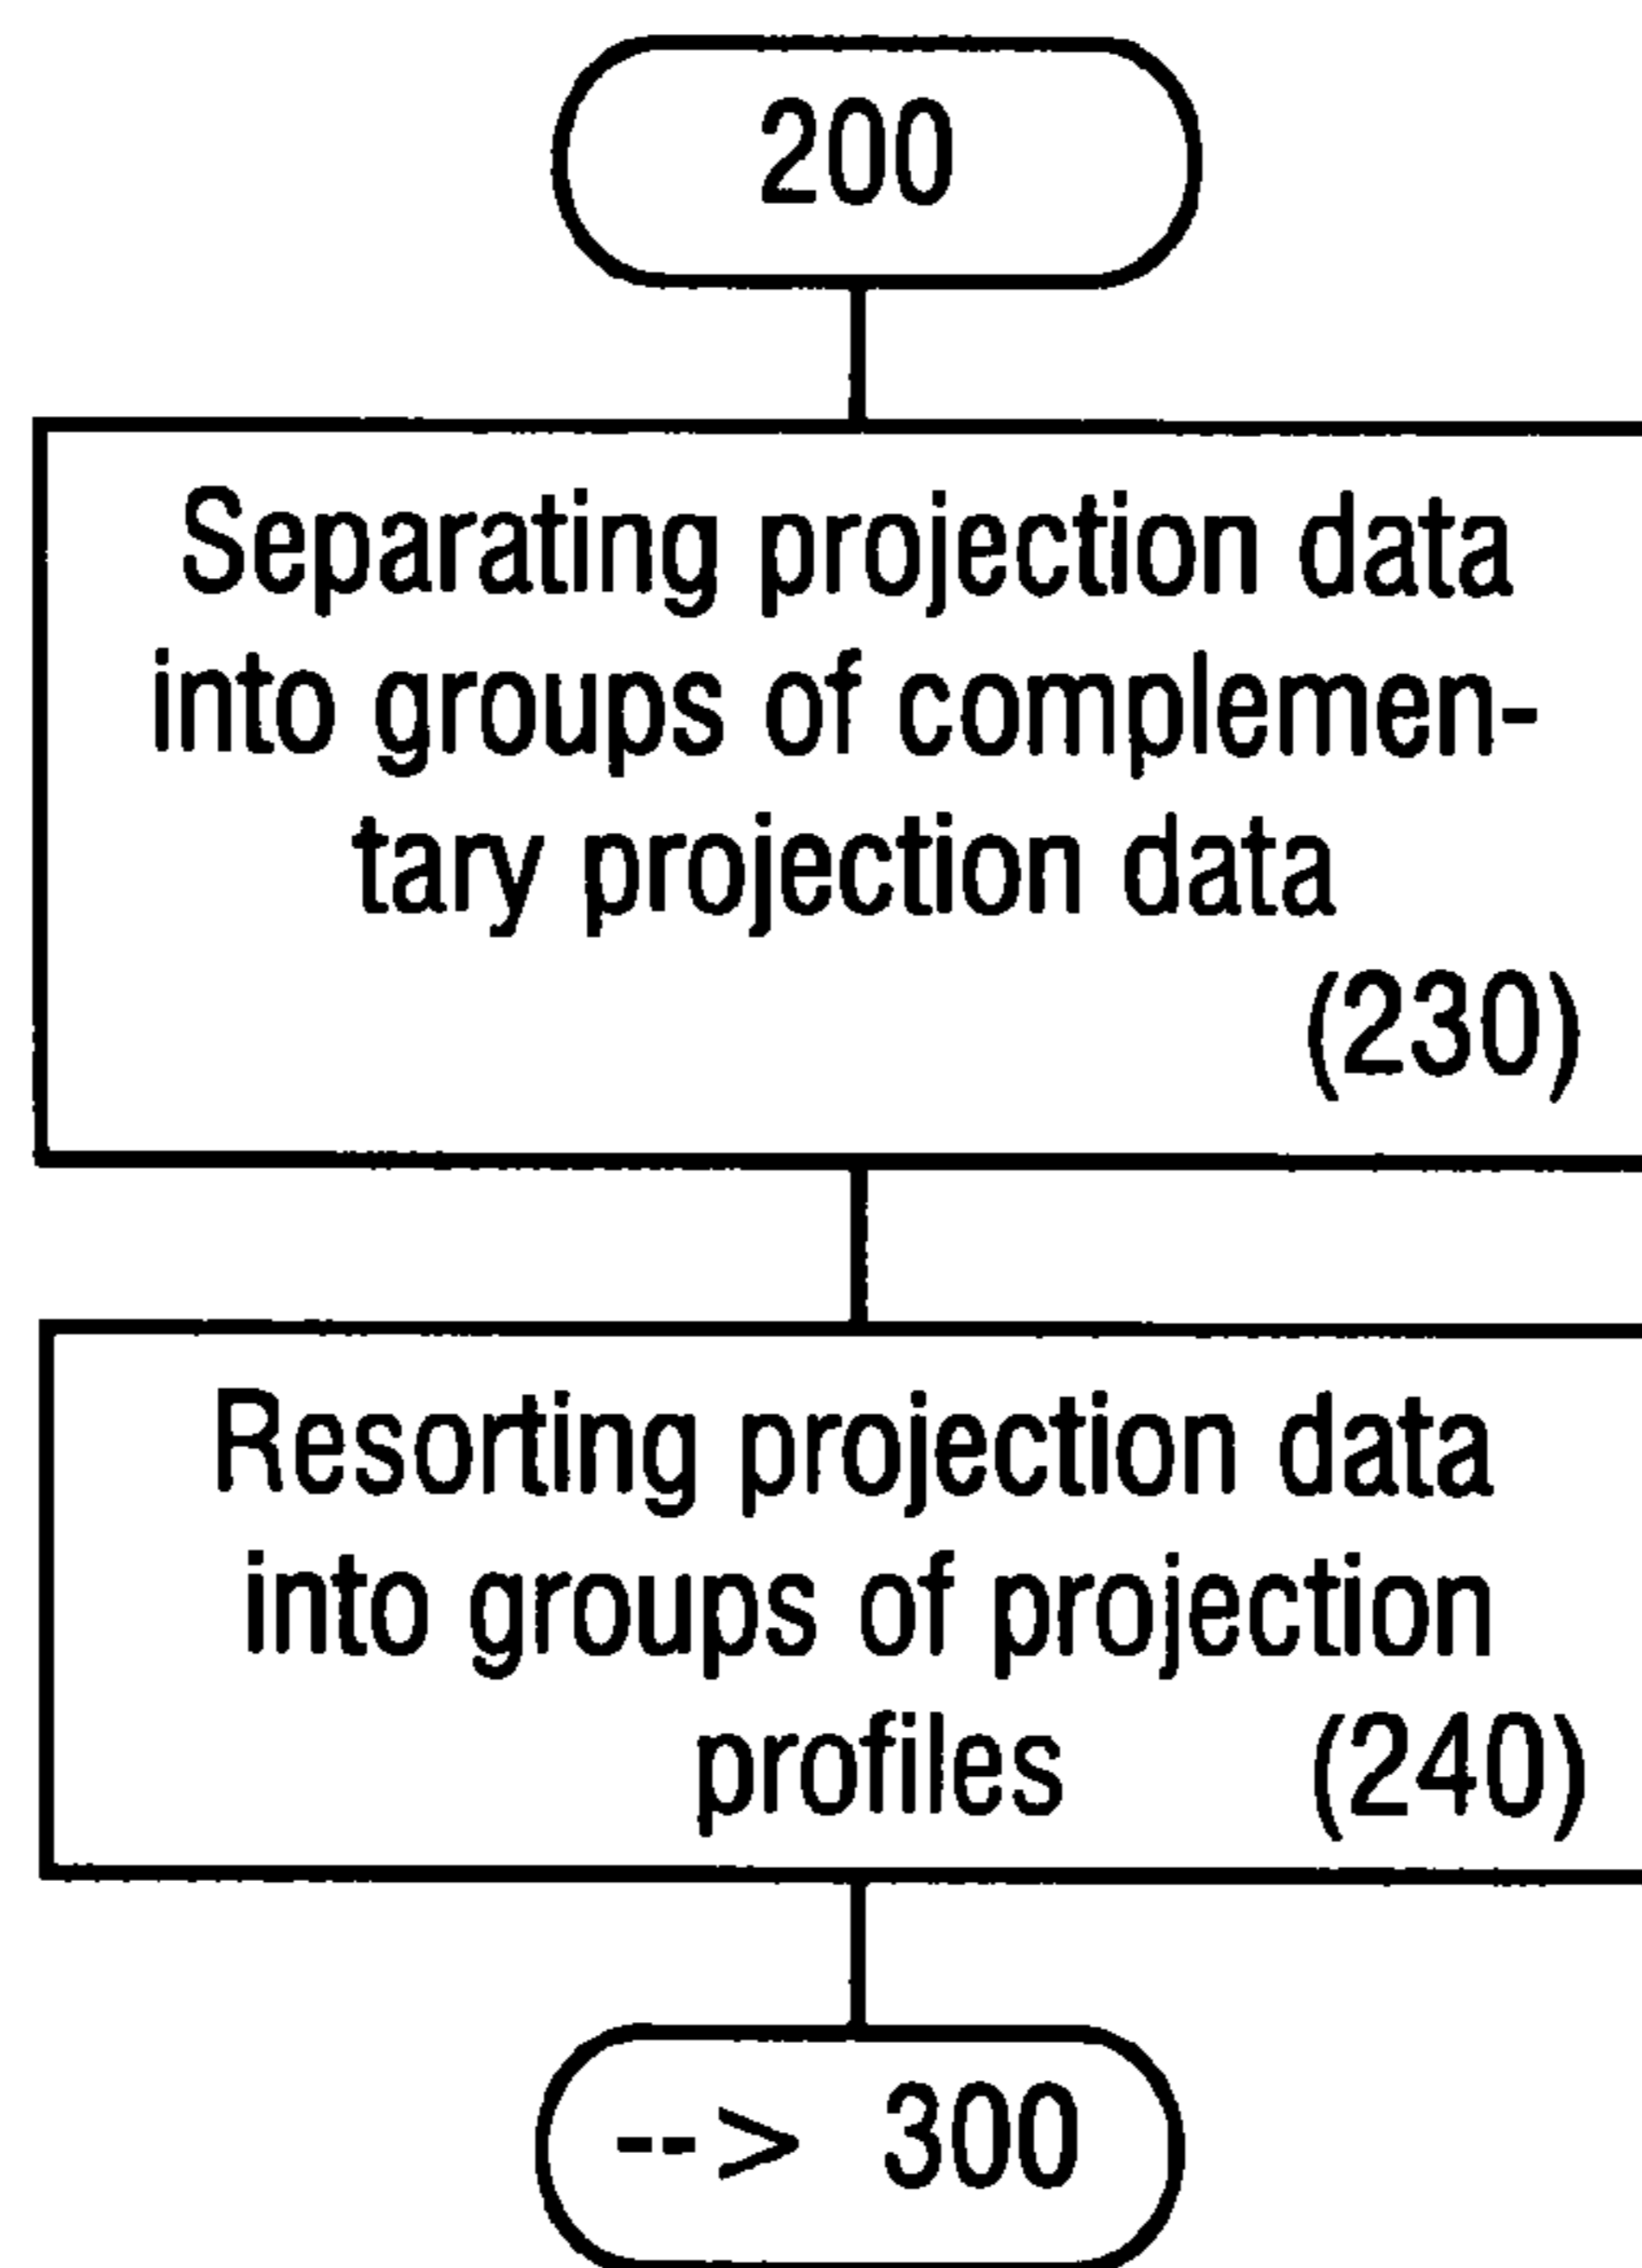 200
Separating projection data
into groups of complemen-
tary projection data
(230)
Resorting projection data
into groups of projection
profiles (240)
--> 300